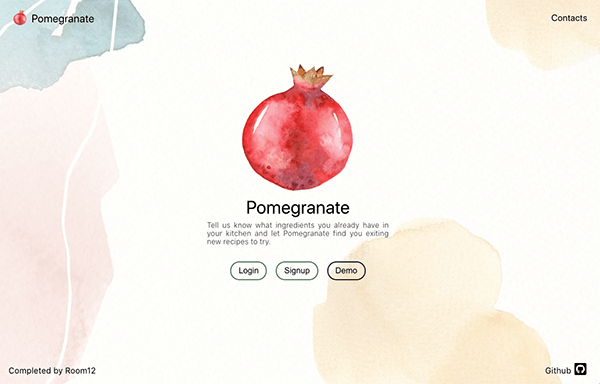 Pomegranate
Contacts
Pomegranate
Tell us know what ingredients you already have in
your kitchen and let Pomegranate find you exiting
new recipes to try.
Login Signup Demo
Completed by Room12
Github